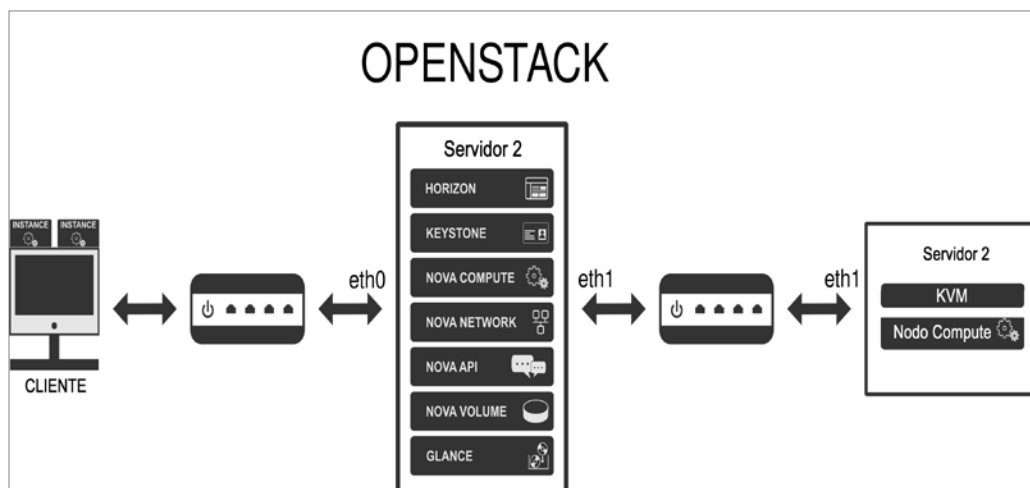 OPENSTACK
INSTANCE INSTANCE
CLIENTE
eth0
Servidor 2
HORIZON
KEYSTONE
NOVA COMPUTE
NOVA NETWORK
NOVA API
NOVA VOLUME
GLANCE
eth1
eth1
Servidor 2
KVM
Nodo Compute